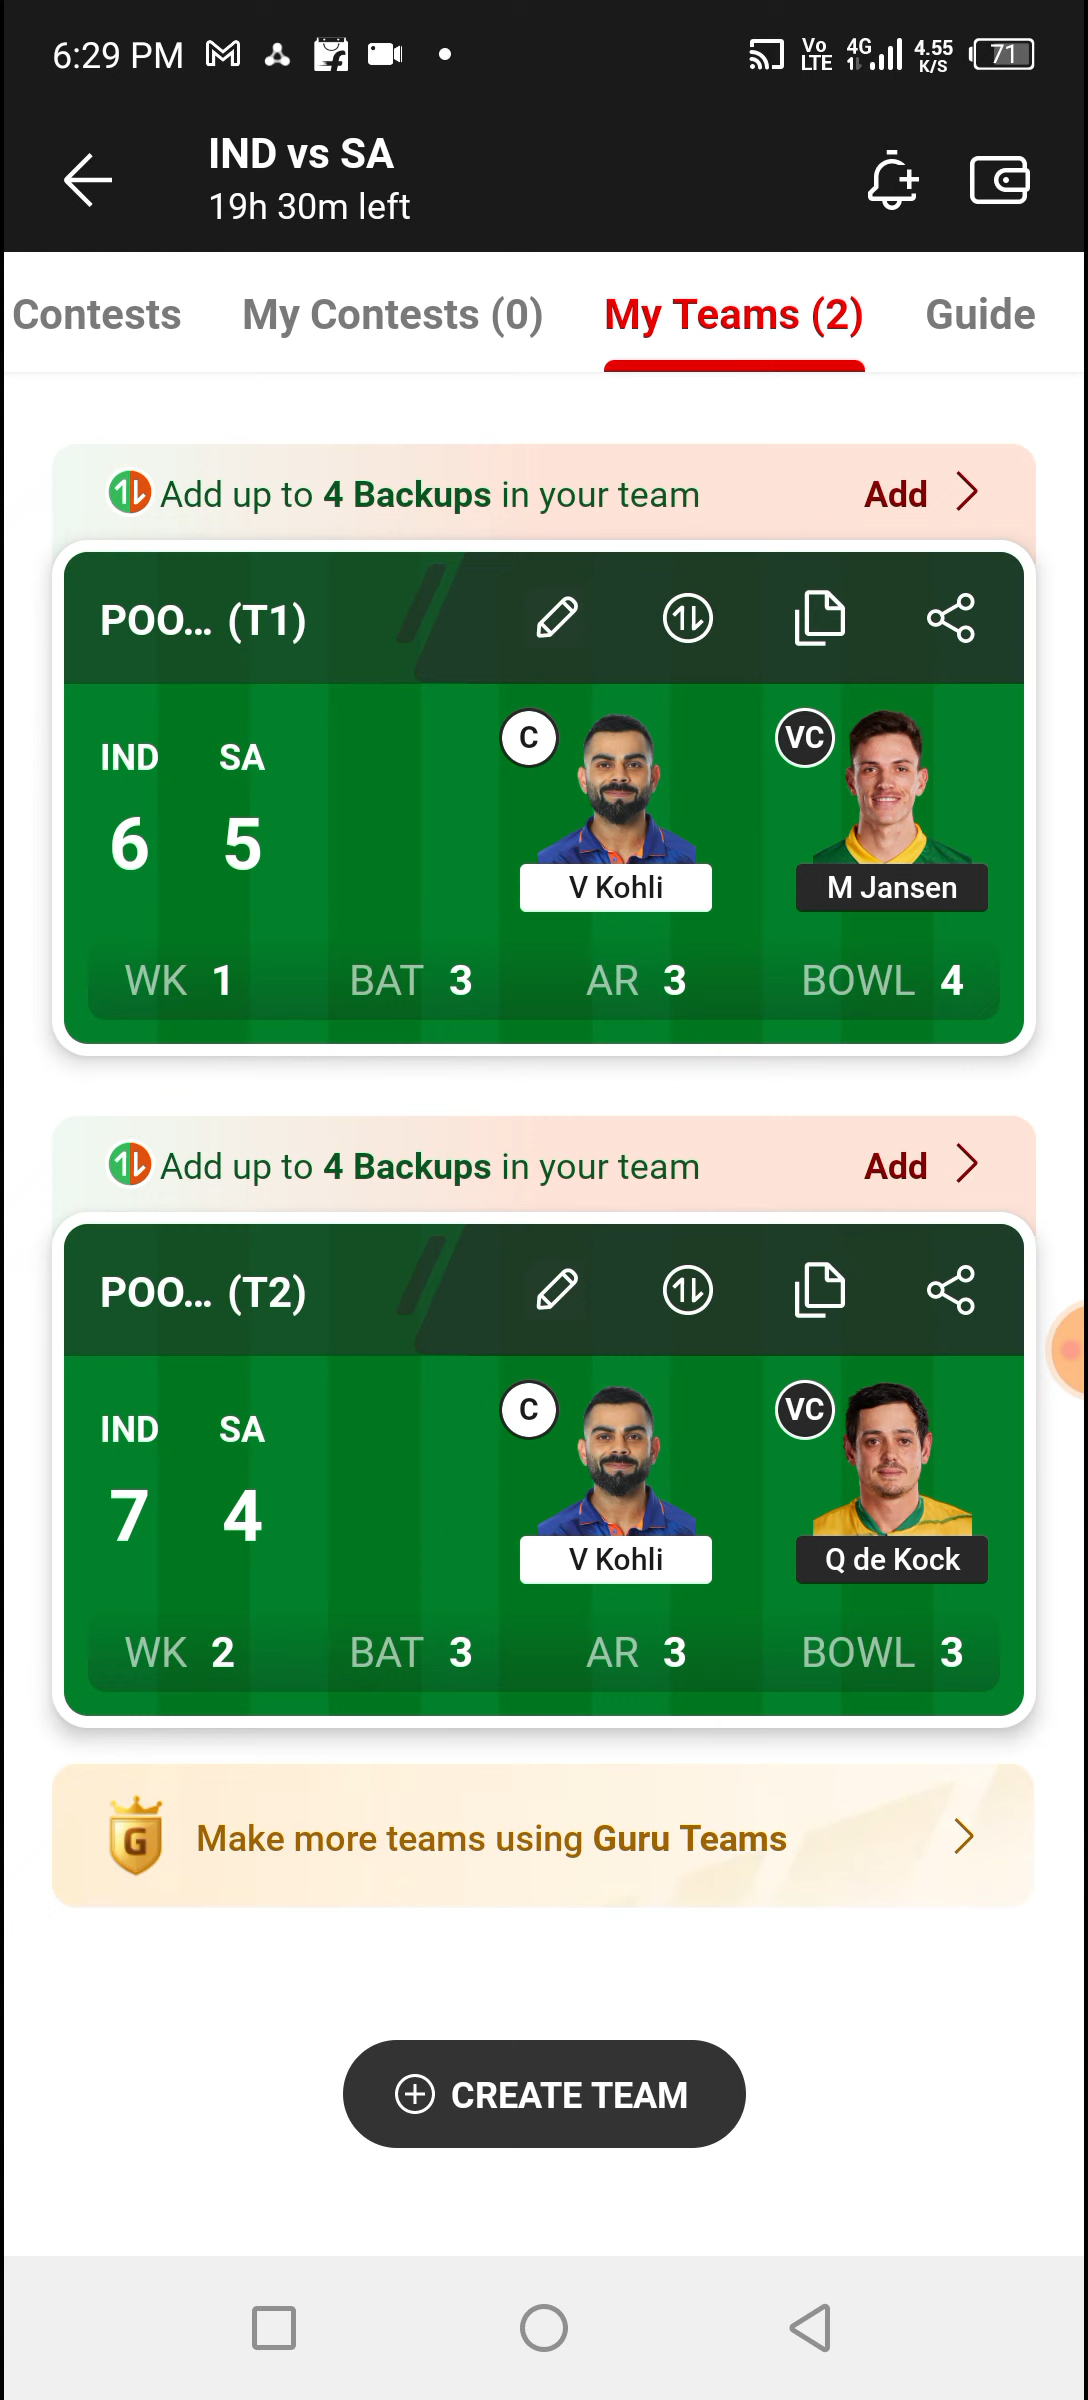 6:29 PM Vo LTE 4G 4.55 K/S 71
IND vs SA
19h 30m left
Contests My Contests (0) My Teams (2) Guide
Add up to 4 Backups in your team Add
POO... (T1)
C VC
IND SA
6 5
V Kohli M Jansen
WK 1 BAT 3 AR 3 BOWL 4
Add up to 4 Backups in your team Add
POO... (T2)
C VC
IND SA
7 4
V Kohli Q de Kock
WK 2 BAT 3 AR 3 BOWL 3
G Make more teams using Guru Teams
CREATE TEAM